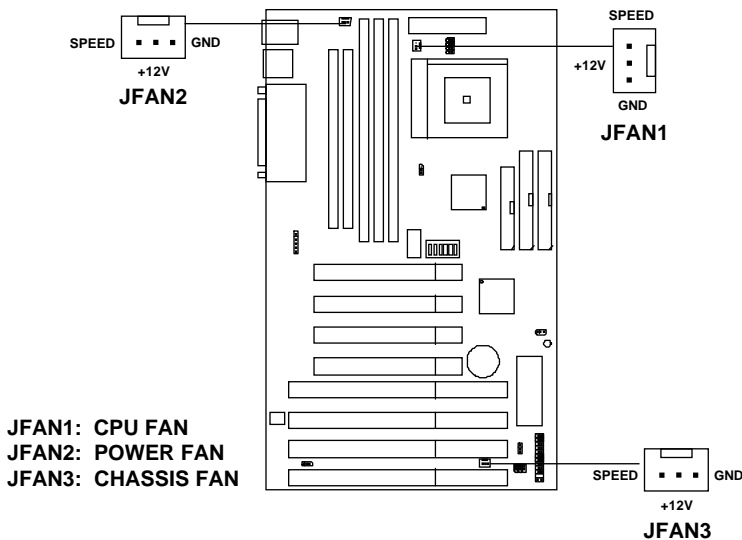 SPEED GND
+12V
JFAN2
SPEED
+12V
GND
JFAN1
JFAN1: CPU FAN
JFAN2: POWER FAN
JFAN3: CHASSIS FAN
SPEED GND
+12V
JFAN3